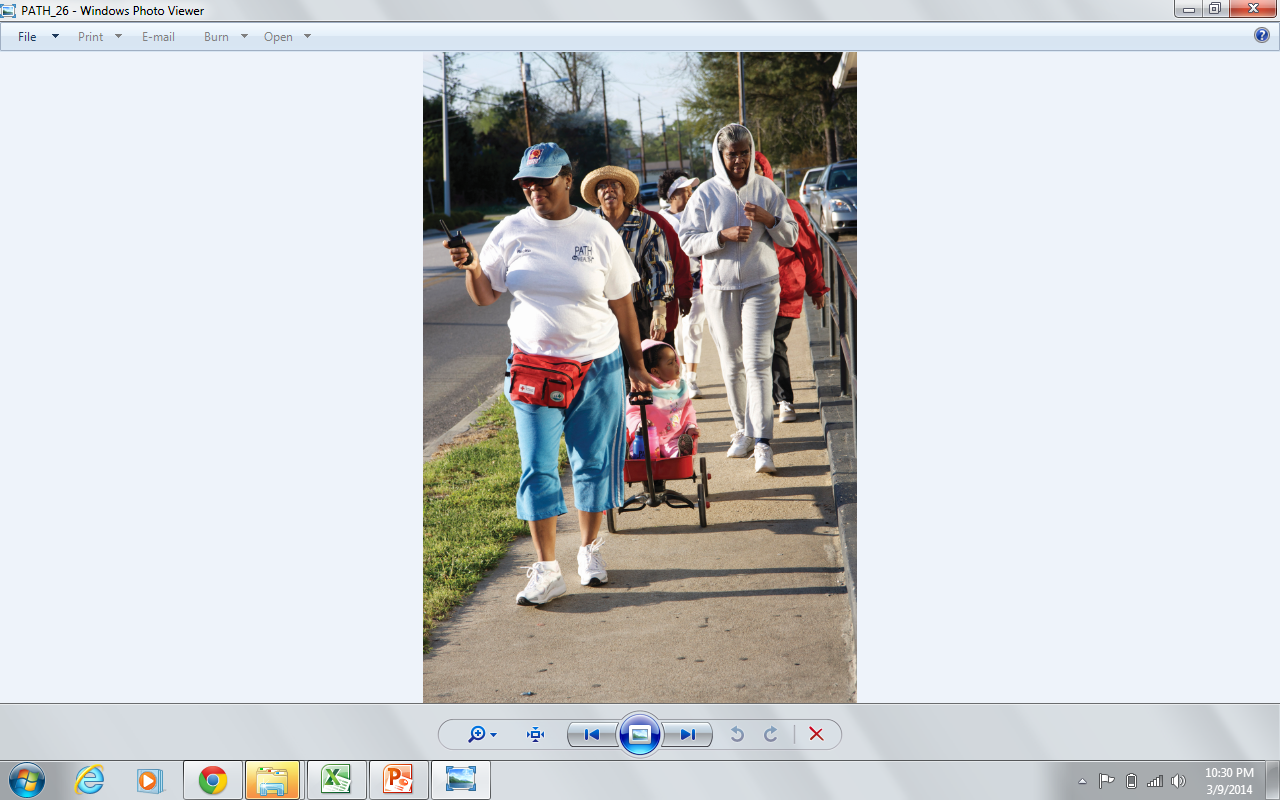 PATH_26 - Windows Photo Viewer
File Print E-mail Burn Open
PATH
10:30 PM
3/9/2014